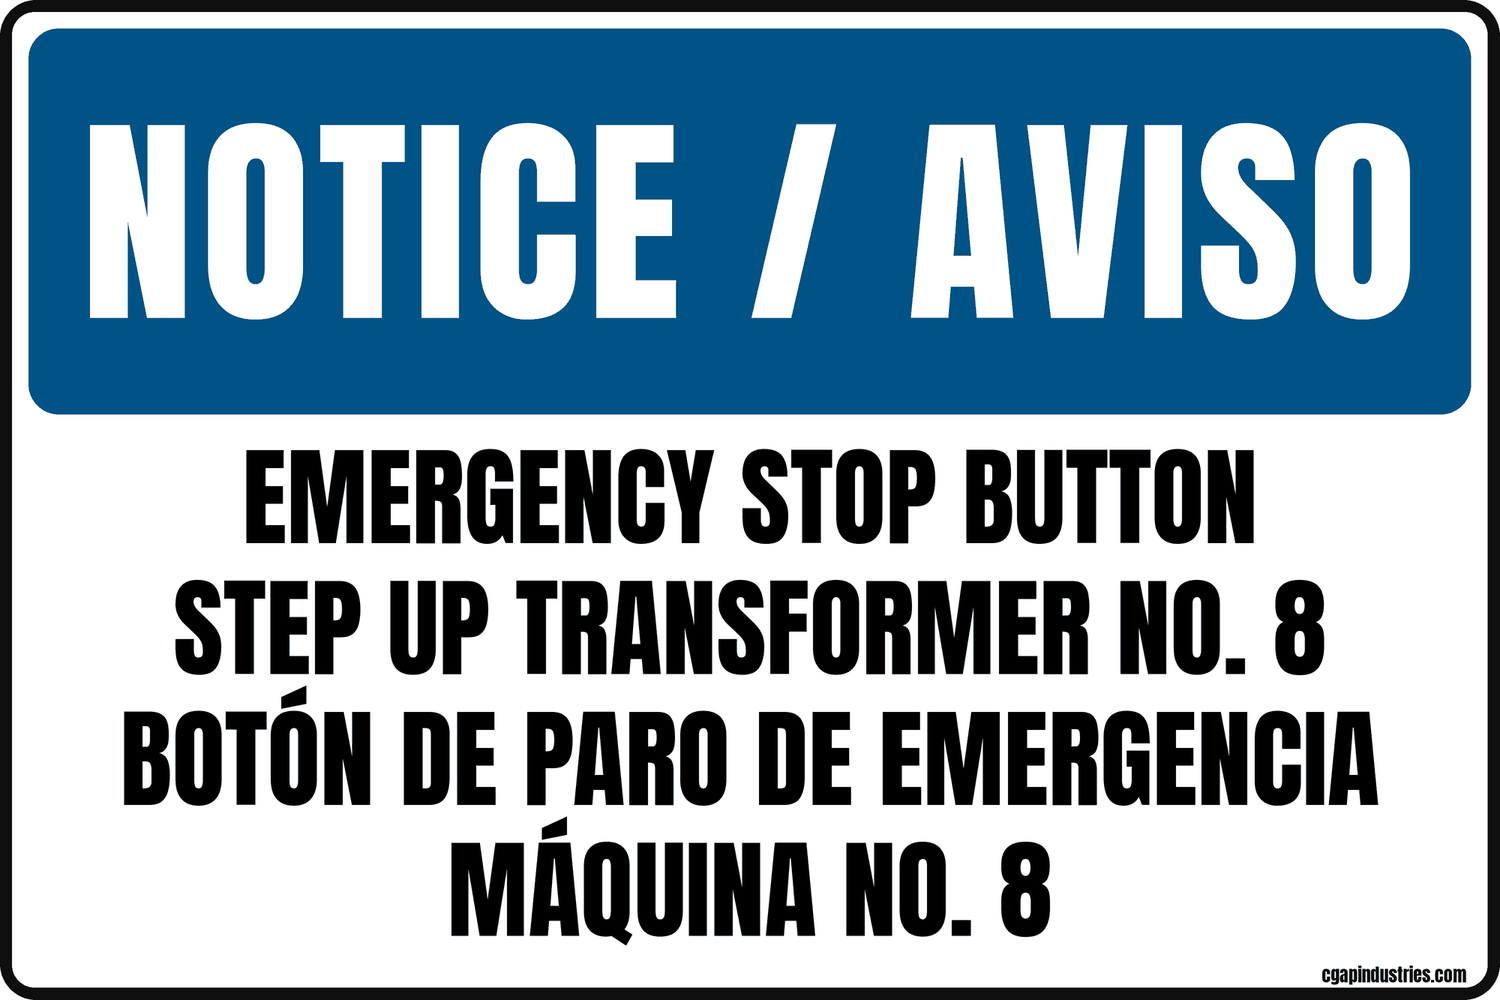 NOTICE / AVISO
EMERGENCY STOP BUTTON
STEP UP TRANSFORMER NO. 8
BOTÓN DE PARO DE EMERGENCIA
MÁQUINA NO. 8
cgapindustries.com